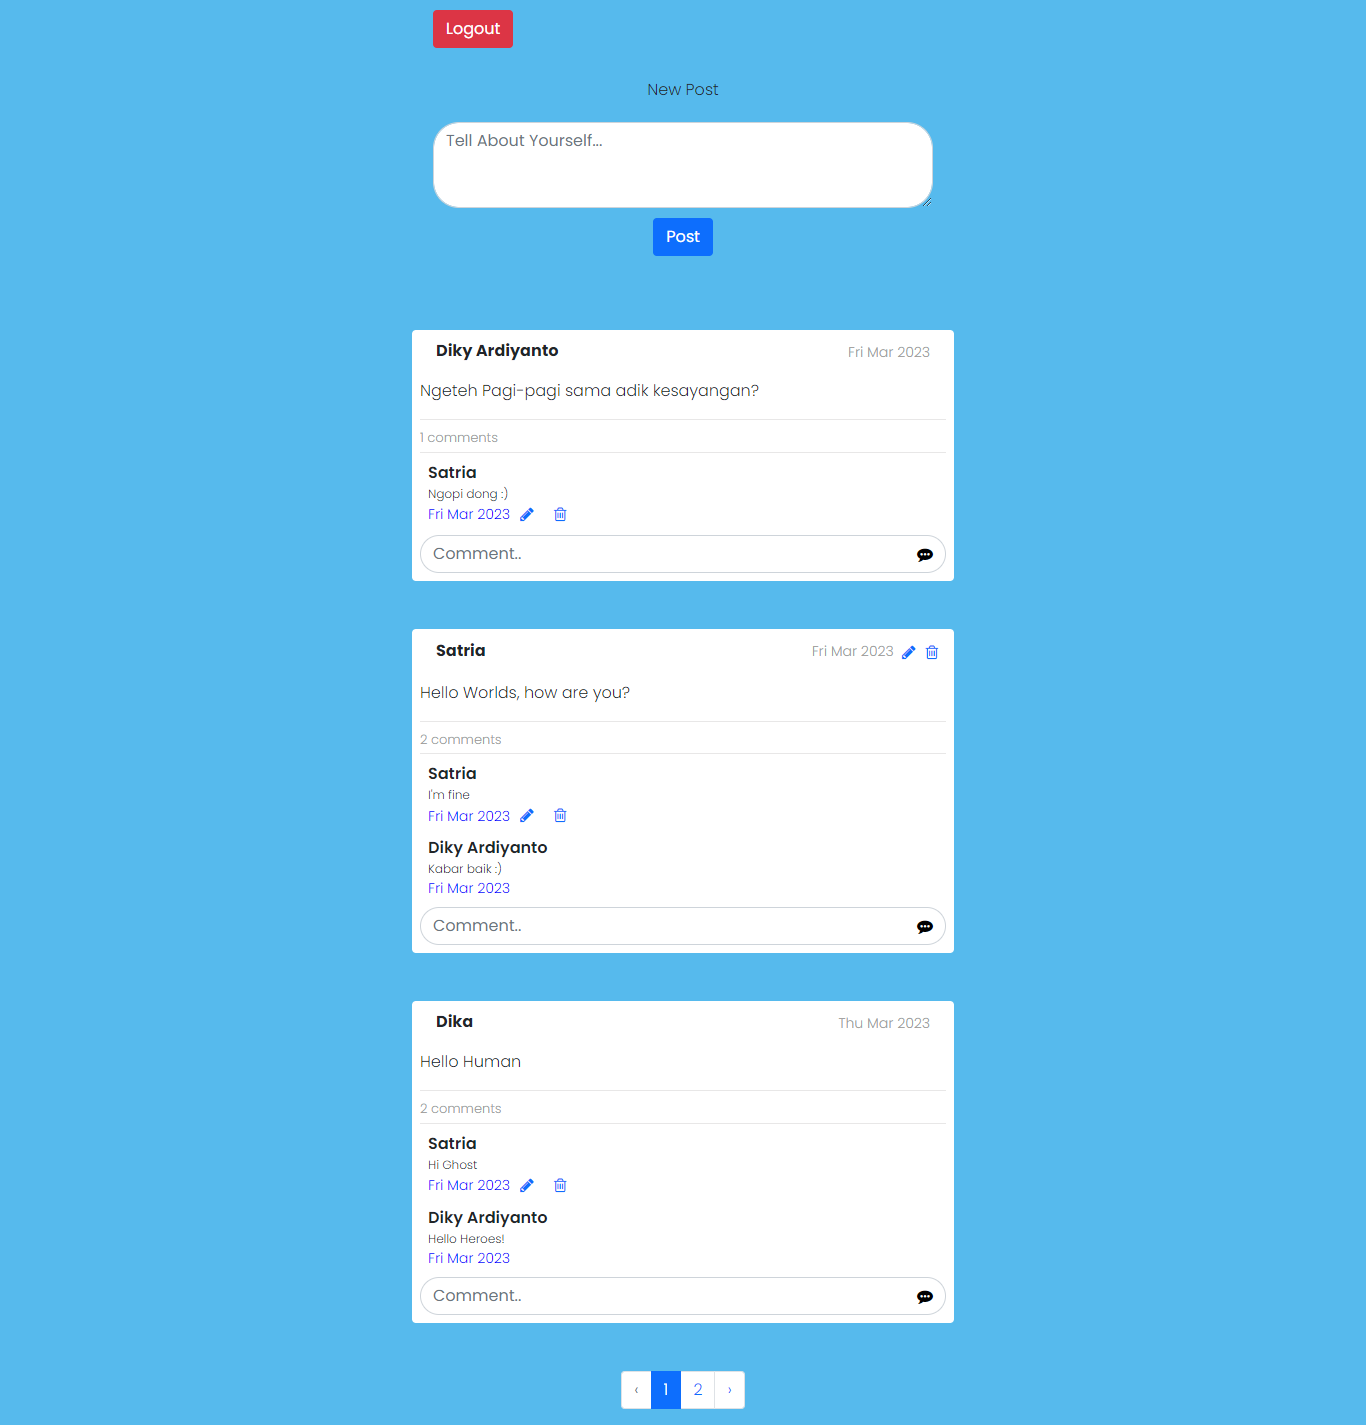 Logout
New Post
Tell About Yourself...
Post
Diky Ardiyanto
Fri Mar 2023
Ngeteh Pagi-pagi sama adik kesayangan?
1 comments
Satria
Ngopi dong :)
Fri Mar 2023
Comment..
Satria
Fri Mar 2023
Hello Worlds, how are you?
2 comments
Satria
I'm fine
Fri Mar 2023
Diky Ardiyanto
Kabar baik :)
Fri Mar 2023
Comment..
Dika
Thu Mar 2023
Hello Human
2 comments
Satria
Hi Ghost
Fri Mar 2023
Diky Ardiyanto
Hello Heroes!
Fri Mar 2023
Comment..
‹ 1 2 ›